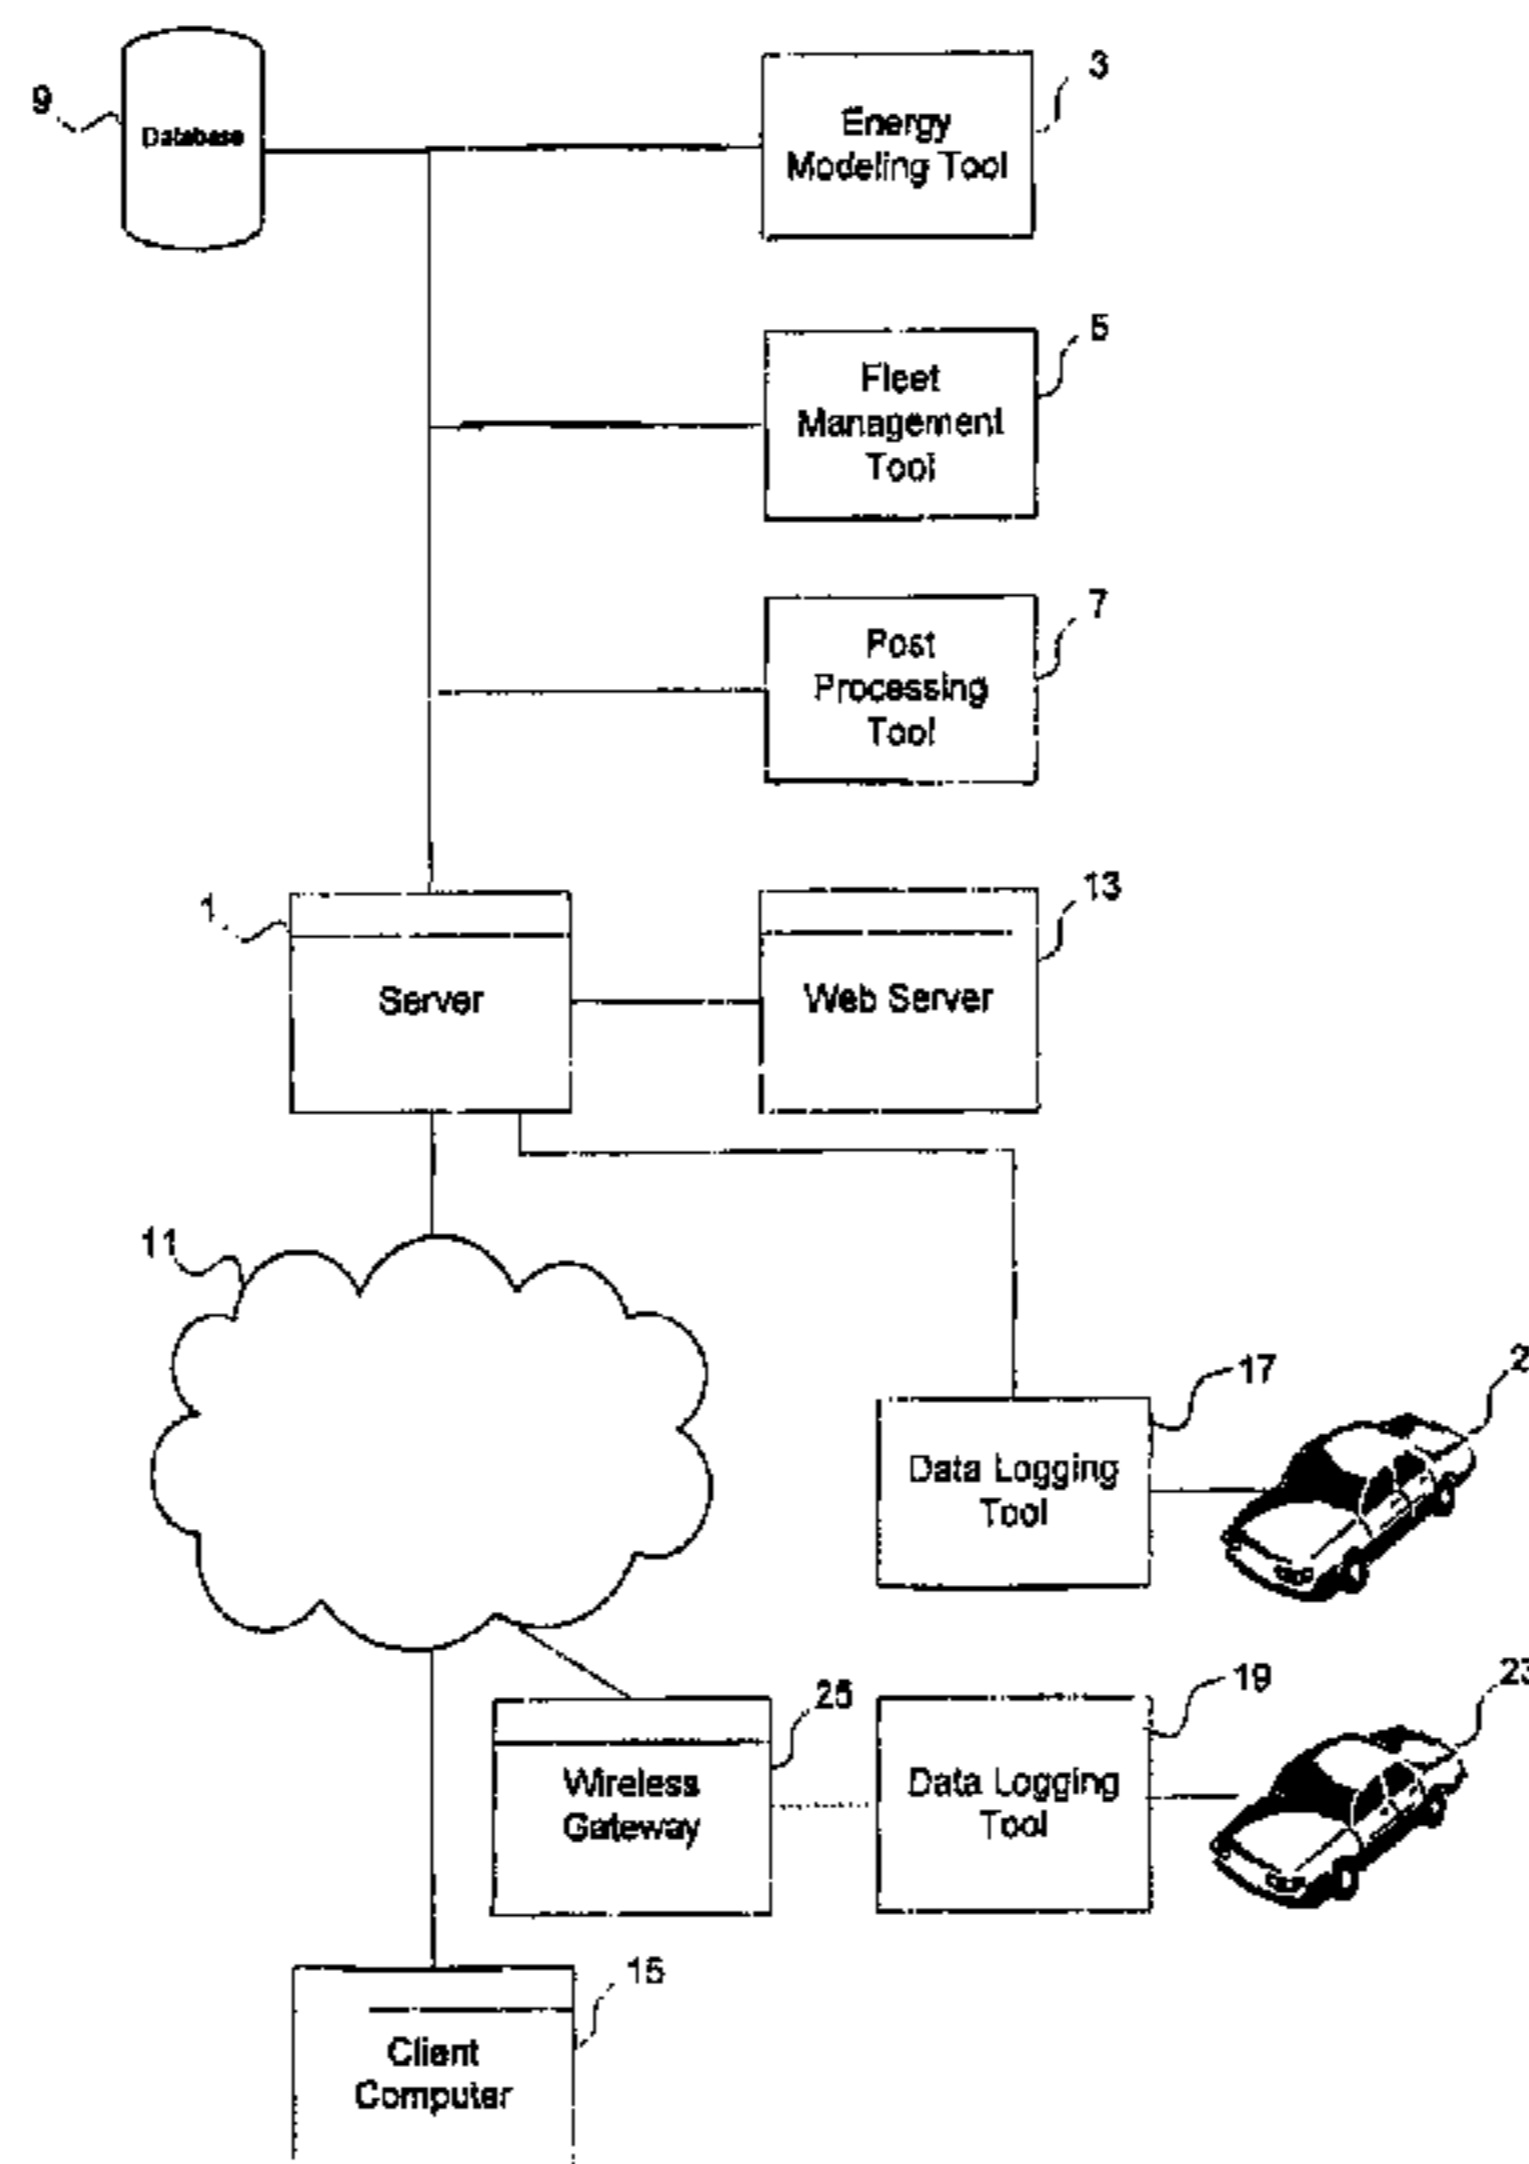 9
Database
3
Energy
Modeling Tool
5
Fleet
Management
Tool
7
Post
Processing
Tool
1
Server
13
Web Server
11
17
Data Logging
Tool
25
Wireless
Gateway
19
Data Logging
Tool
23
15
Client
Computer